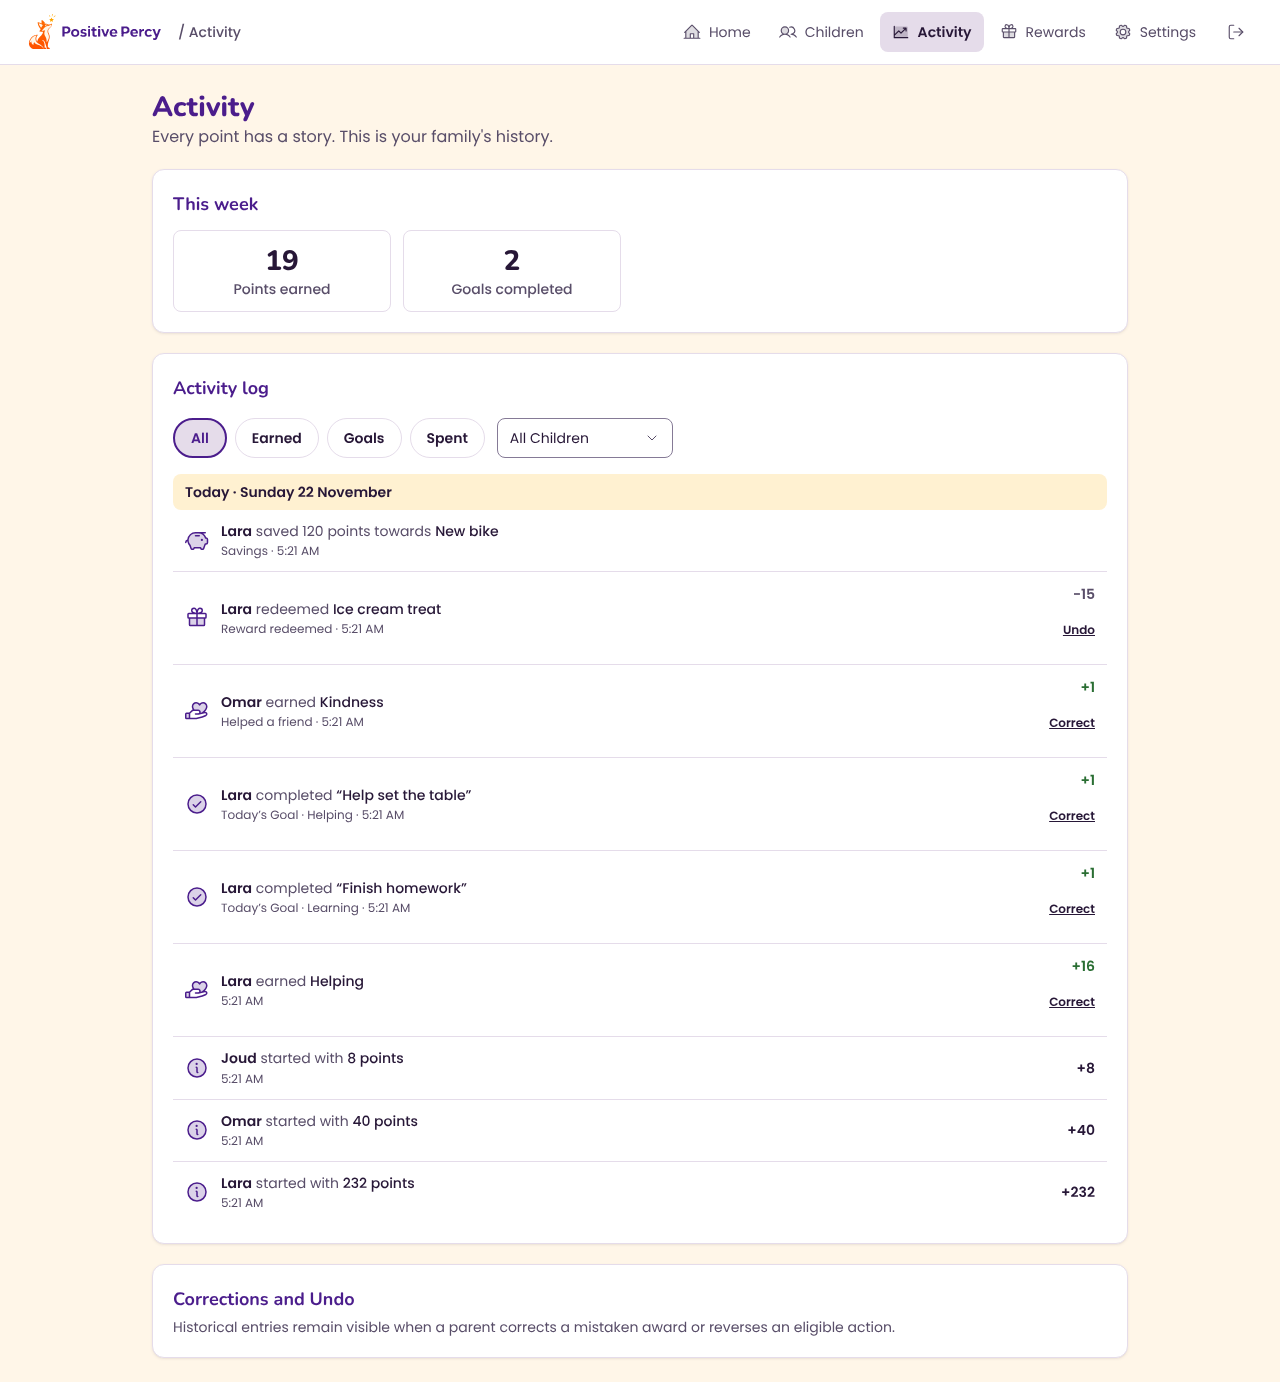 Positive Percy / Activity Home Children Activity Rewards Settings
Activity
Every point has a story. This is your family's history.
This week
19
Points earned
2
Goals completed
Activity log
All Earned Goals Spent All Children
Today · Sunday 22 November
Lara saved 120 points towards New bike
Savings · 5:21 AM
Lara redeemed Ice cream treat
Reward redeemed · 5:21 AM
-15
Undo
Omar earned Kindness
Helped a friend · 5:21 AM
+1
Correct
Lara completed “Help set the table”
Today’s Goal · Helping · 5:21 AM
+1
Correct
Lara completed “Finish homework”
Today’s Goal · Learning · 5:21 AM
+1
Correct
Lara earned Helping
5:21 AM
+16
Correct
Joud started with 8 points
5:21 AM
+8
Omar started with 40 points
5:21 AM
+40
Lara started with 232 points
5:21 AM
+232
Corrections and Undo
Historical entries remain visible when a parent corrects a mistaken award or reverses an eligible action.